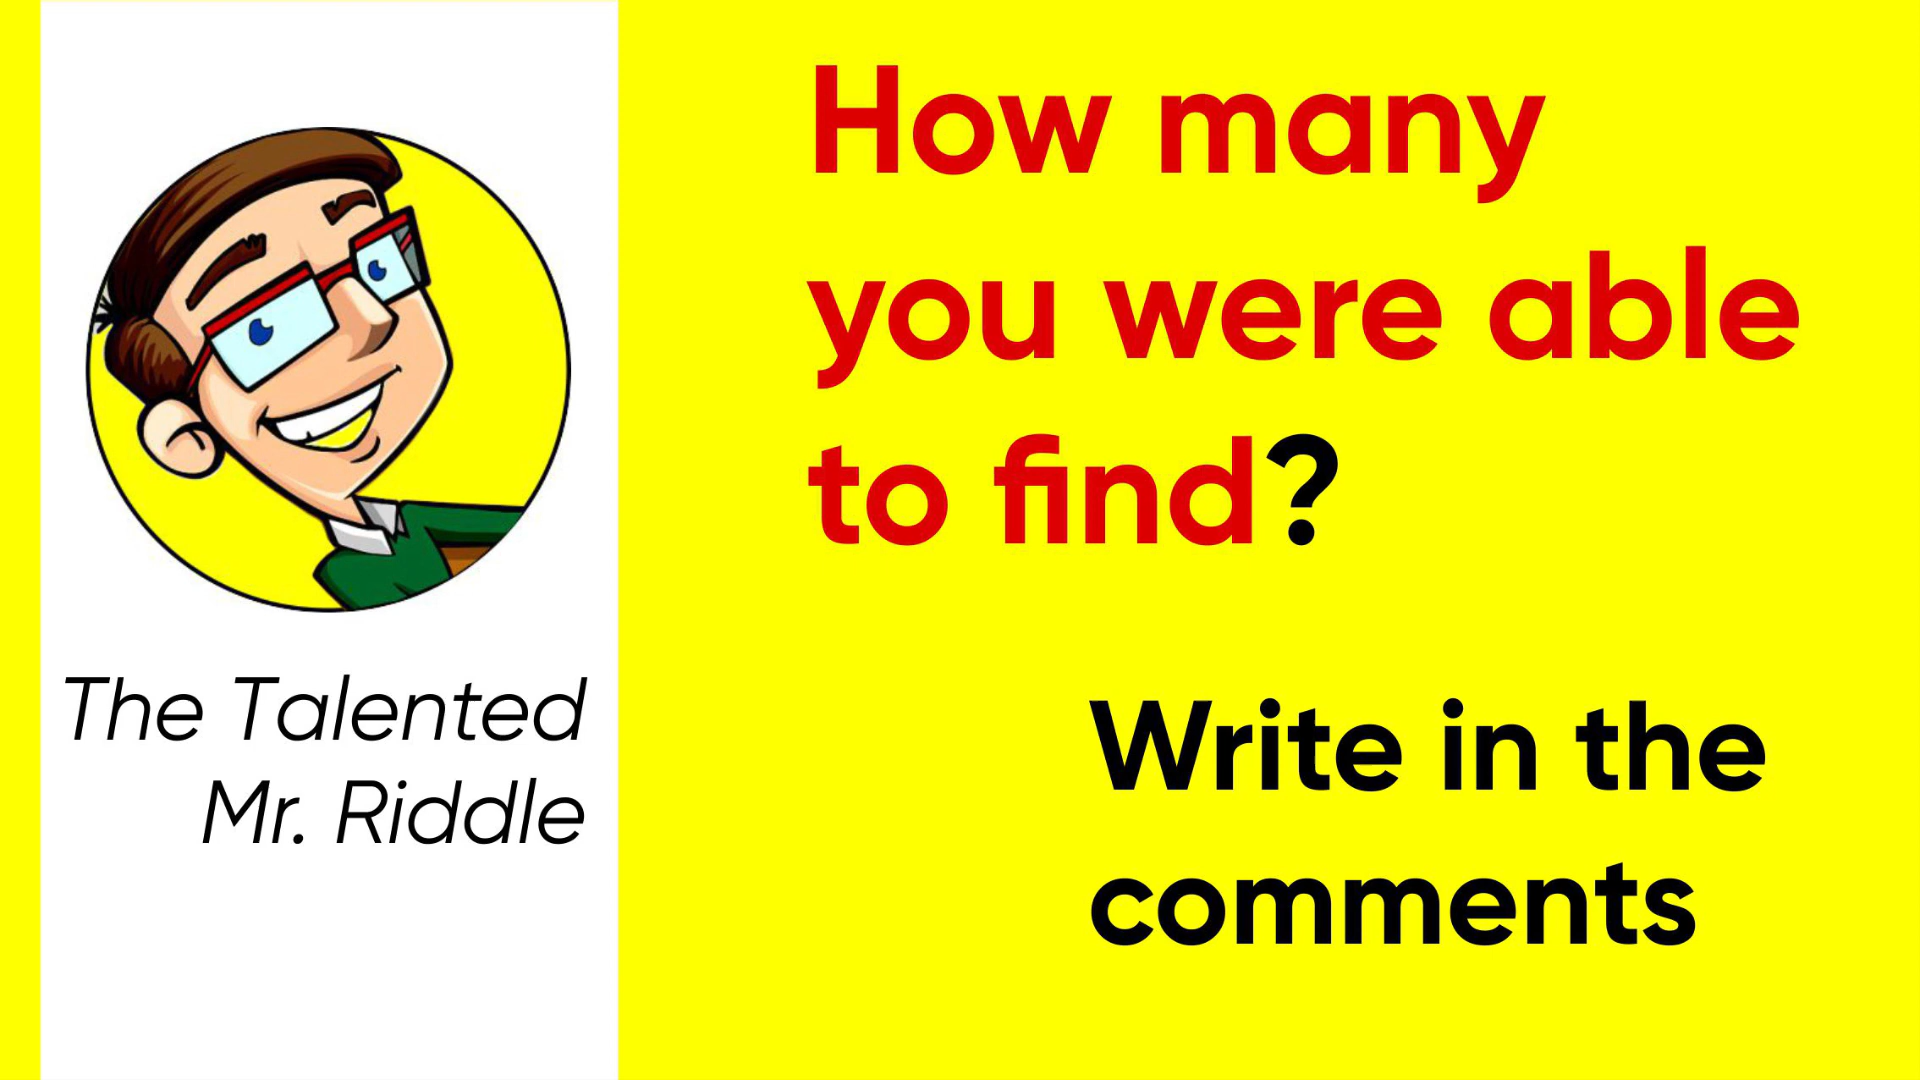 The Talented
Mr. Riddle
How many
you were able
to find?
Write in the
comments